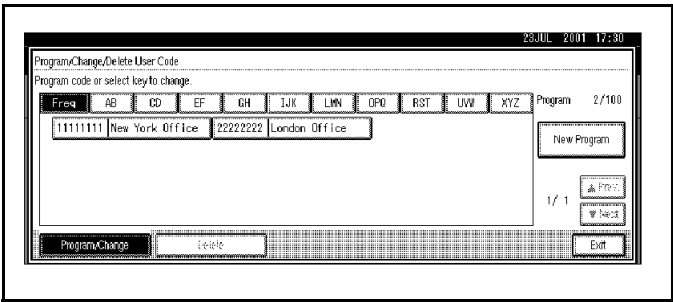 23JUL 2001 17:30
Program/Change/Delete User Code
Program code or select key to change.
Freq AB CD EF GH IJK LMN OPQ RST UVW XYZ Program 2/100
11111111 New York Office 22222222 London Office
New Program
▲ Prev.
1/ 1
▼ Next
Program/Change Delete Exit